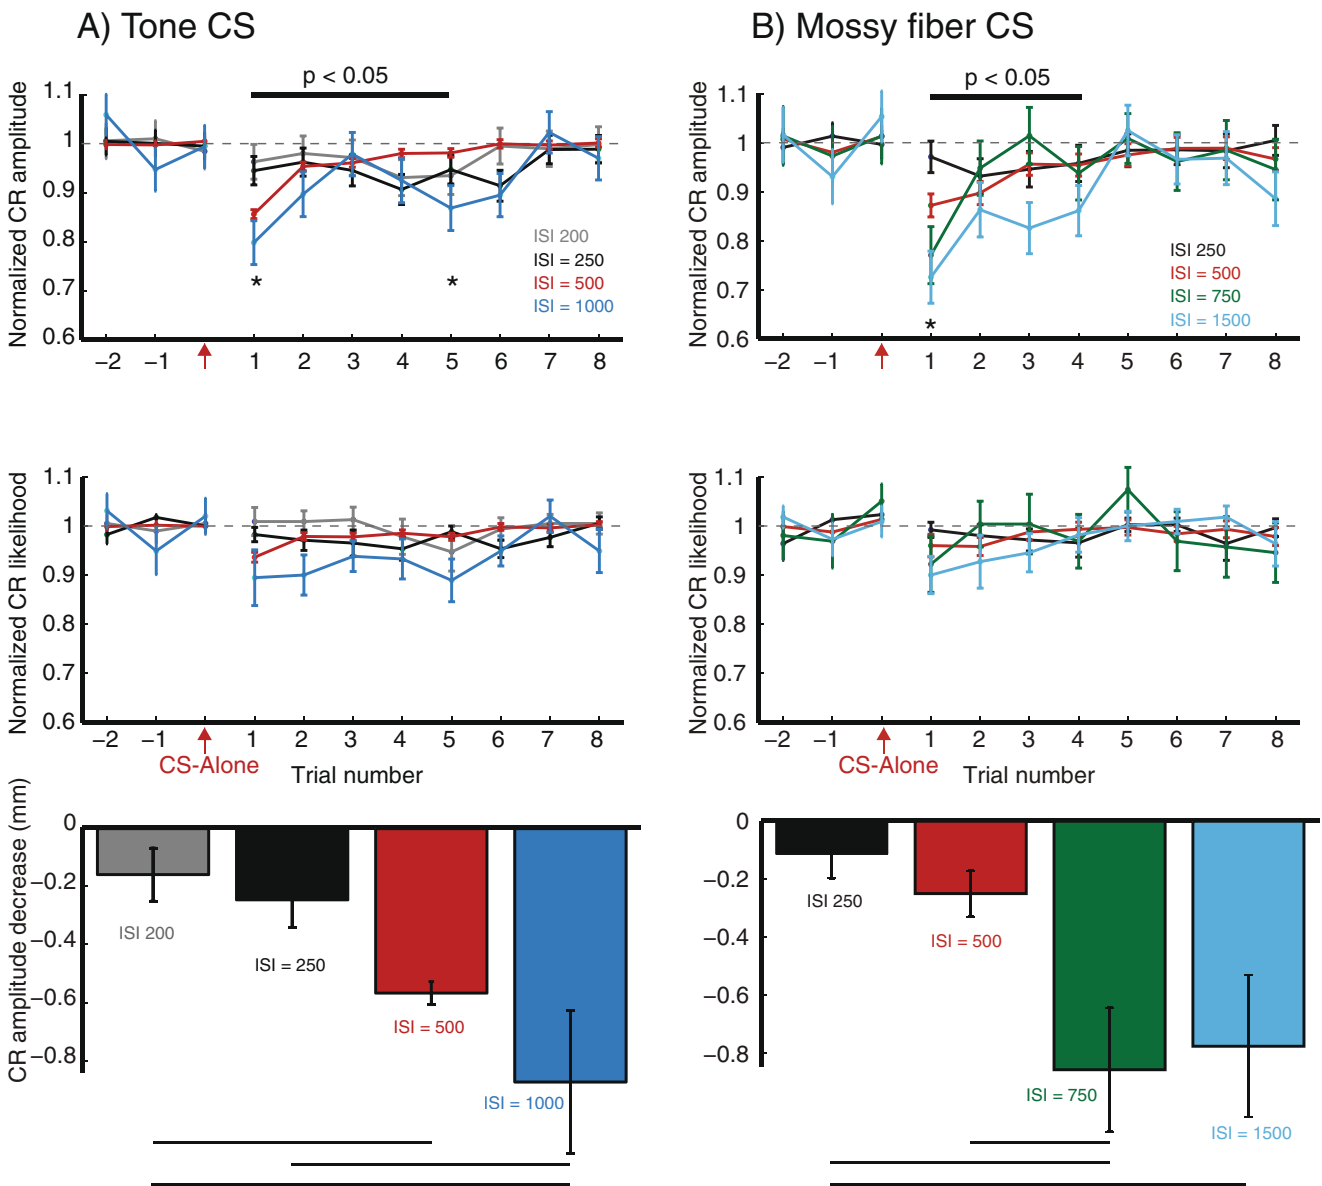 A) Tone CS
B) Mossy fiber CS
Normalized CR amplitude
1.1
1
0.9
0.8
0.7
0.6
p < 0.05
ISI 200
ISI = 250
ISI = 500
ISI = 1000
*
*
−2 −1 1 2 3 4 5 6 7 8
Normalized CR amplitude
1.1
1
0.9
0.8
0.7
0.6
p < 0.05
ISI 250
ISI = 500
ISI = 750
ISI = 1500
*
−2 −1 1 2 3 4 5 6 7 8
Normalized CR likelihood
1.1
1
0.9
0.8
0.7
0.6
−2 −1 1 2 3 4 5 6 7 8
CS-Alone
Trial number
Normalized CR likelihood
1.1
1
0.9
0.8
0.7
0.6
−2 −1 1 2 3 4 5 6 7 8
CS-Alone
Trial number
CR amplitude decrease (mm)
0
−0.2
−0.4
−0.6
−0.8
ISI 200
ISI = 250
ISI = 500
ISI = 1000
0
−0.2
−0.4
−0.6
−0.8
ISI 250
ISI = 500
ISI = 750
ISI = 1500